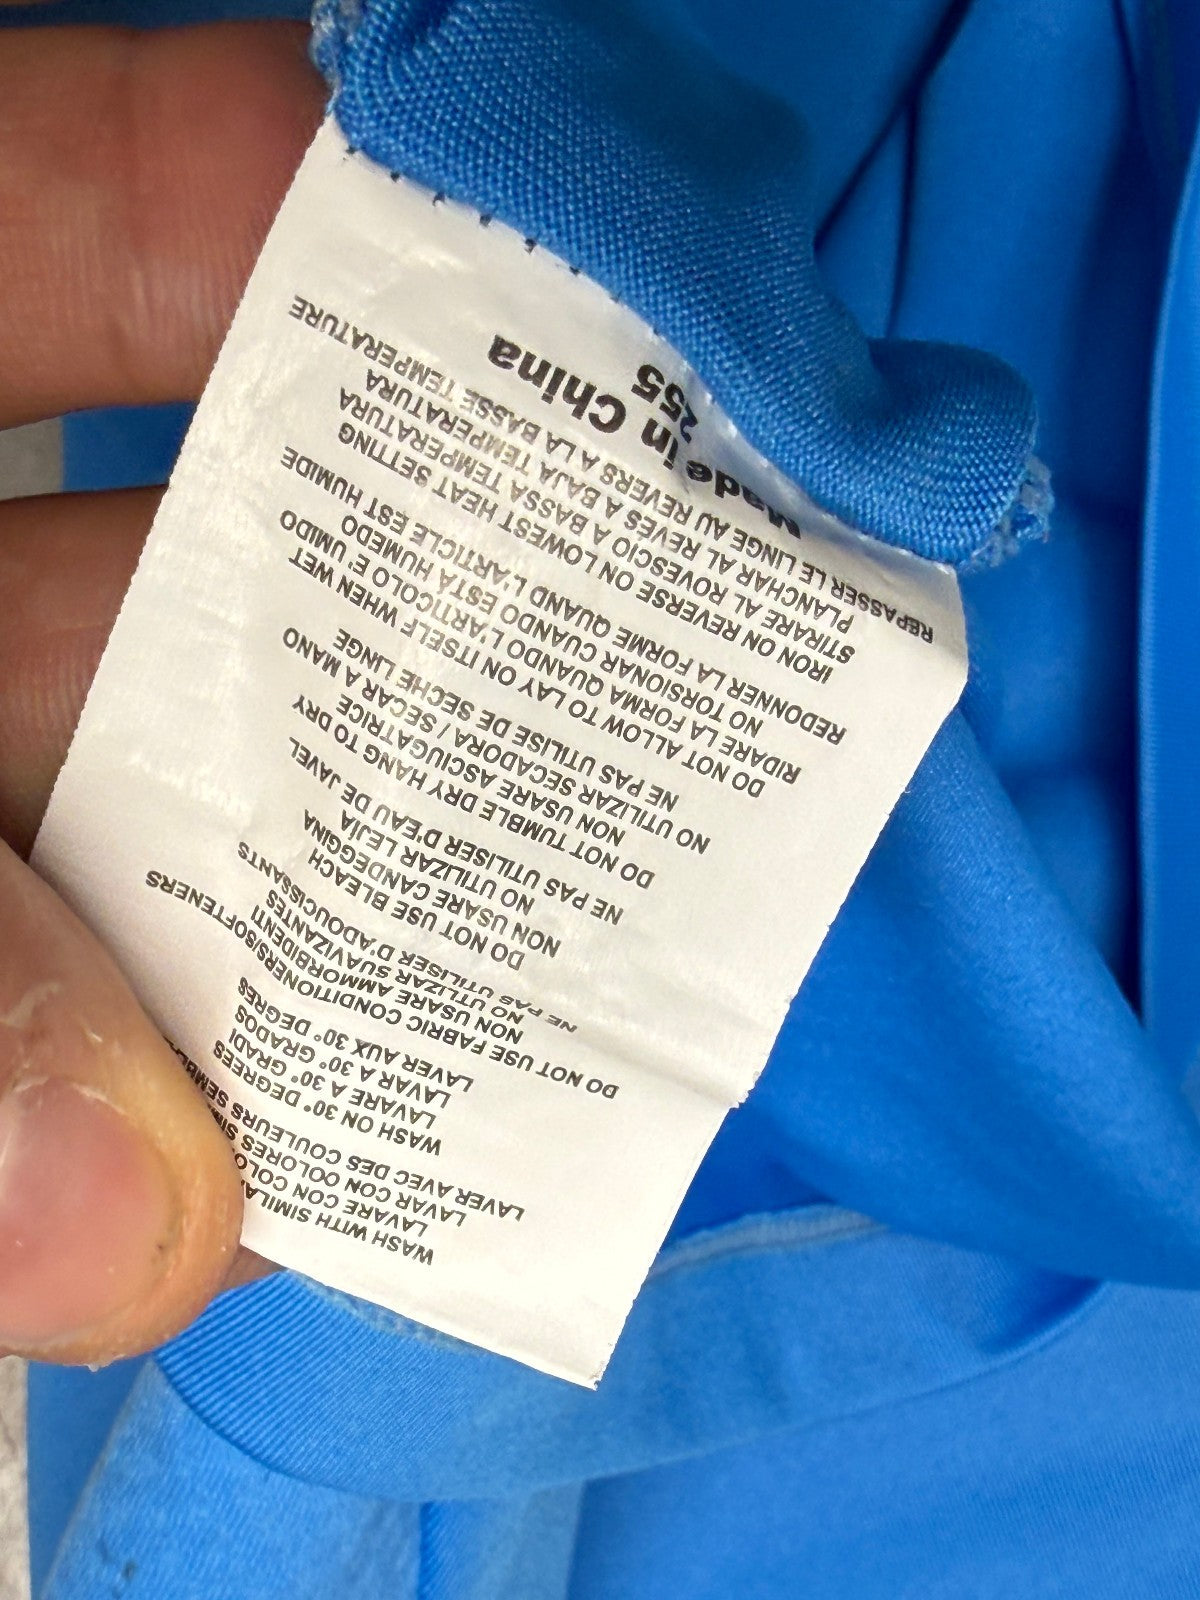 WASH WITH
LAVARE CON
LAVAR CON OOLORES
LAVER AVEC DES COULEURS
WASH ON 30° DEGREES
LAVARE A 30° GRADI
LAVAR A 30° GRADOS
LAVER AUX 30° DEGRES
DO NOT USE FABRIC CONDITIONERS/SOFTENERS
NON USARE AMMORBIDENTI
NO UTLIZAR SUAVIZANTES
NE PAS UTILISER D'ADOUCISSANTS
DO NOT USE BLEACH
NON USARE CANDEGGINA
NO UTILIZAR LEJIA
NE PAS UTILISER D'EAU DE JAVEL
DO NOT TUMBLE DRY HANG TO DRY
NON USARE ASCIUGATRICE
NO UTILIZAR SECADORA / SECAR A MANO
NE PAS UTILISE DE SECHE LINGE
DO NOT ALLOW TO LAY ON ITSELF WHEN WET
RIDARE LA FORMA QUANDO L'ARTICOLO E' UMIDO
NO TORSIONAR CUANDO ESTÁ HUMEDO
REDONNER LA FORME QUAND L'ARTICLE EST HUMIDE
IRON ON REVERSE ON LOWEST HEAT SETTING
STIRARE AL ROVESCIO A BASSA TEMPERATURA
PLANCHAR AL REVÉS A BAJA TEMPERATURA
REPASSER LE LINGE AU REVERS A LA BASSE TEMPERATURE
Made in China
255